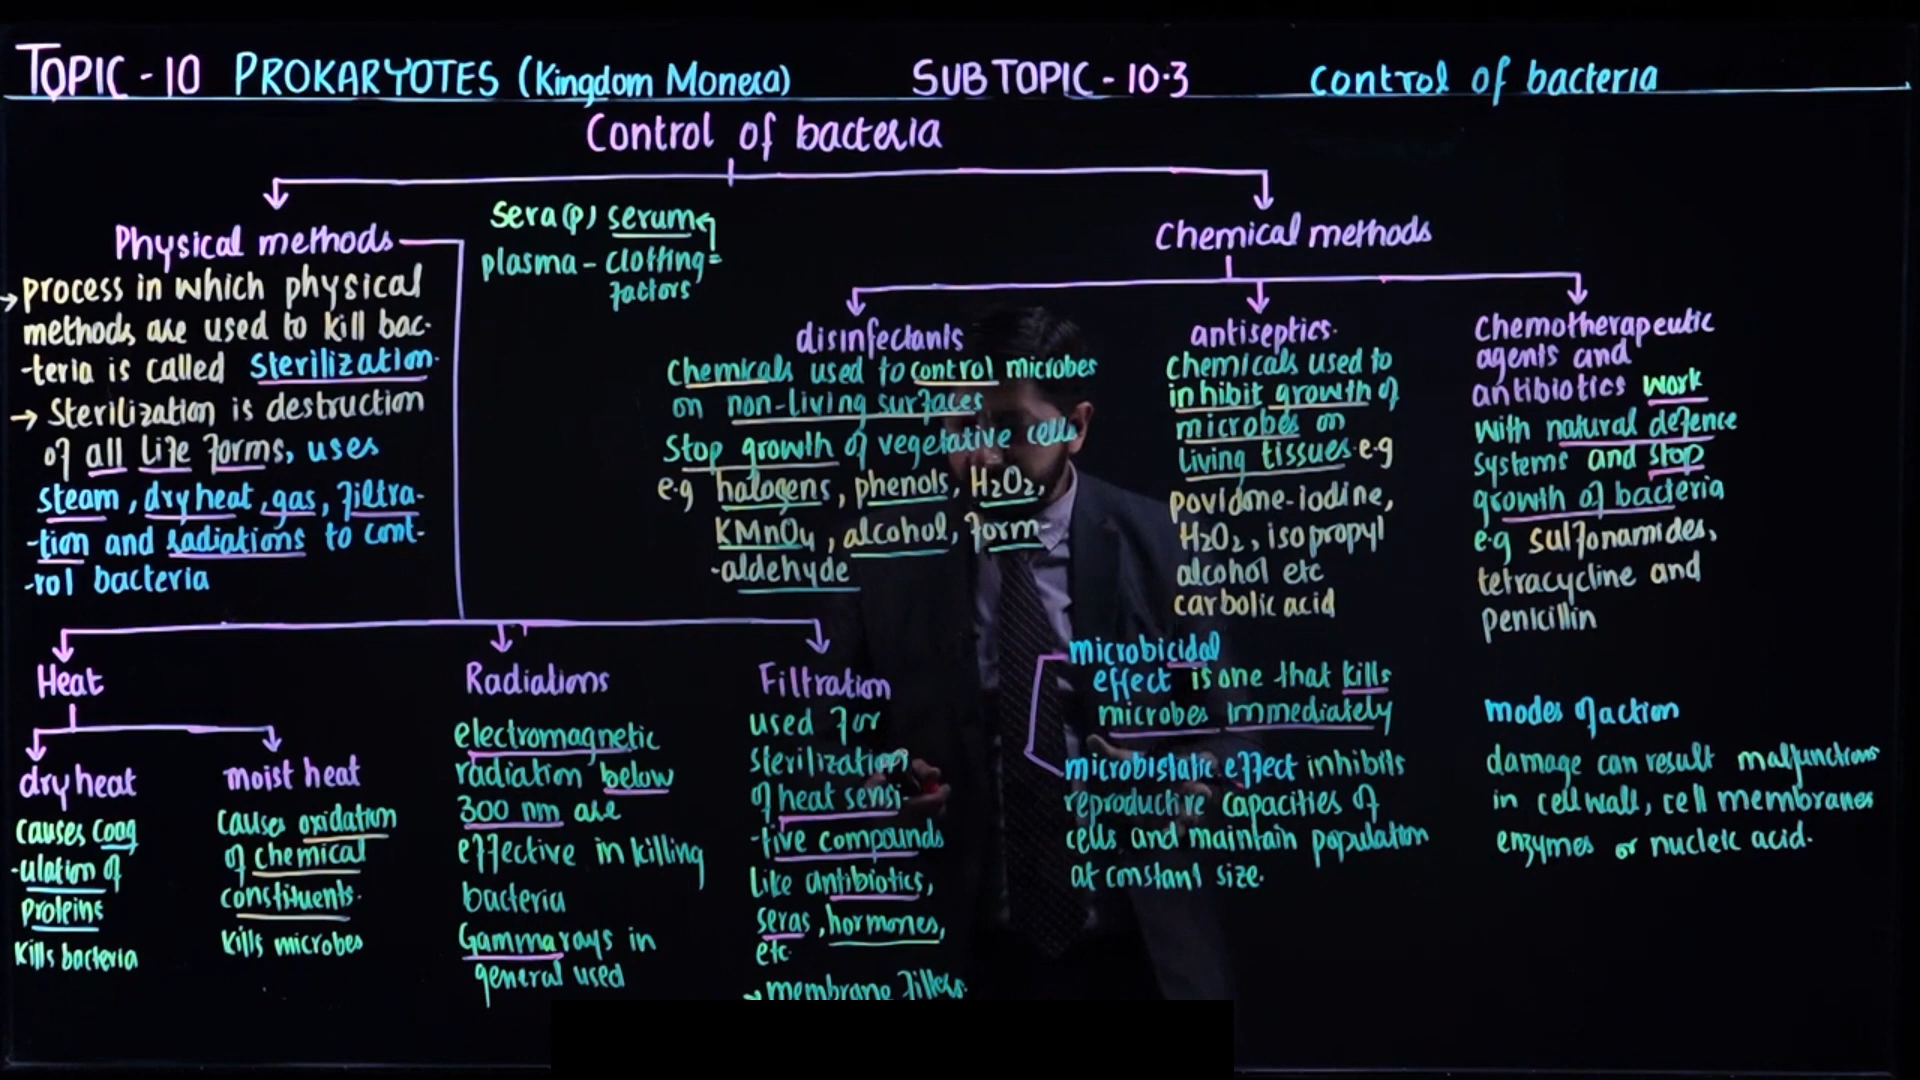 TOPIC - 10 PROKARYOTES (Kingdom Monera) SUBTOPIC - 10.3 Control of bacteria
Control of bacteria
Physical methods
→ process in which physical
methods are used to kill bac-
-teria is called sterilization.
→ Sterilization is destruction
of all life forms, uses
steam, dry heat, gas, filtra-
-tion and radiations to cont-
-rol bacteria
Sera(p) serum
plasma - clotting =
factors
Chemical methods
disinfectants
Chemicals used to control microbes
on non-living surfaces
Stop growth of vegetative cells
e.g halogens, phenols, H₂O₂,
KMnO₄, alcohol, form-
-aldehyde
antiseptics.
Chemicals used to
inhibit growth of
microbes on
living tissues. e.g
povidone-iodine,
H₂O₂, isopropyl
alcohol etc
carbolic acid
Chemotherapeutic
agents and
antibiotics work
with natural defence
systems and stop
growth of bacteria
e.g sulfonamides,
tetracycline and
penicillin
Heat
dry heat
causes coag
-ulation of
proteins
kills bacteria
moist heat
causes oxidation
of chemical
constituents.
kills microbes
Radiations
electromagnetic
radiation below
300 nm are
effective in killing
bacteria
Gamma rays in
general used
Filtration
used for
sterilization
of heat sensi-
-tive compounds
like antibiotics,
seras, hormones,
etc
→ membrane filters.
microbicidal
effect is one that kills
microbes immediately
microbistatic effect inhibits
reproductive capacities of
cells and maintain population
at constant size.
modes of action
damage can result malfunctions
in cell wall, cell membranes
enzymes or nucleic acid.